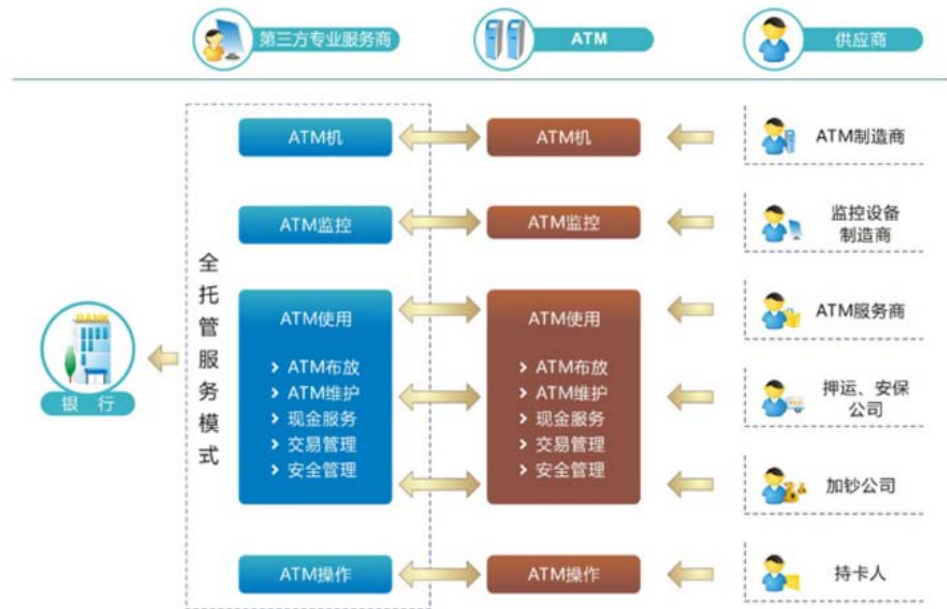 第三方专业服务商
ATM
供应商
全托管服务模式
BANK
银行
ATM机
ATM机
ATM制造商
ATM监控
ATM监控
监控设备
制造商
ATM使用
> ATM布放
> ATM维护
> 现金服务
> 交易管理
> 安全管理
ATM使用
> ATM布放
> ATM维护
> 现金服务
> 交易管理
> 安全管理
ATM服务商
押运、安保
公司
加钞公司
ATM操作
ATM操作
持卡人